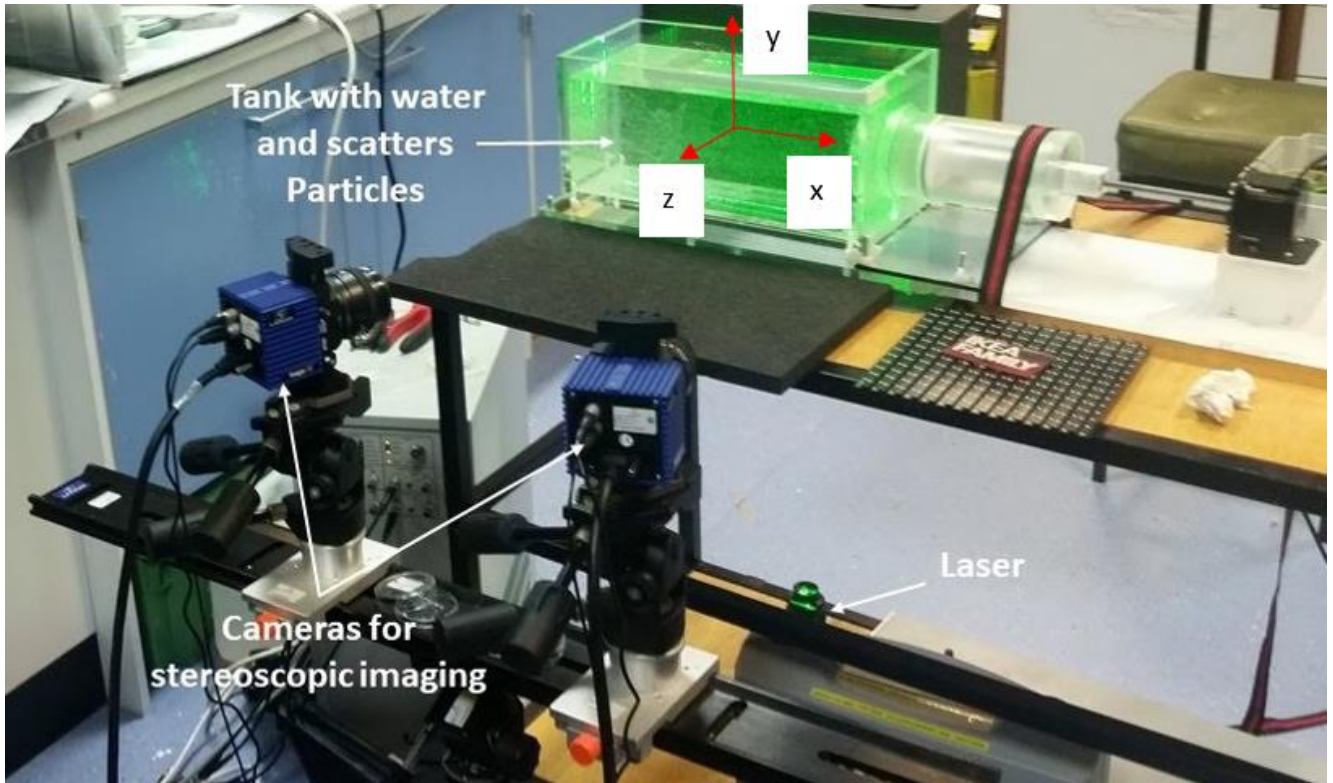 y
Tank with water
and scatters
Particles
z
x
IKEA
FAMILY
Laser
Cameras for
stereoscopic imaging